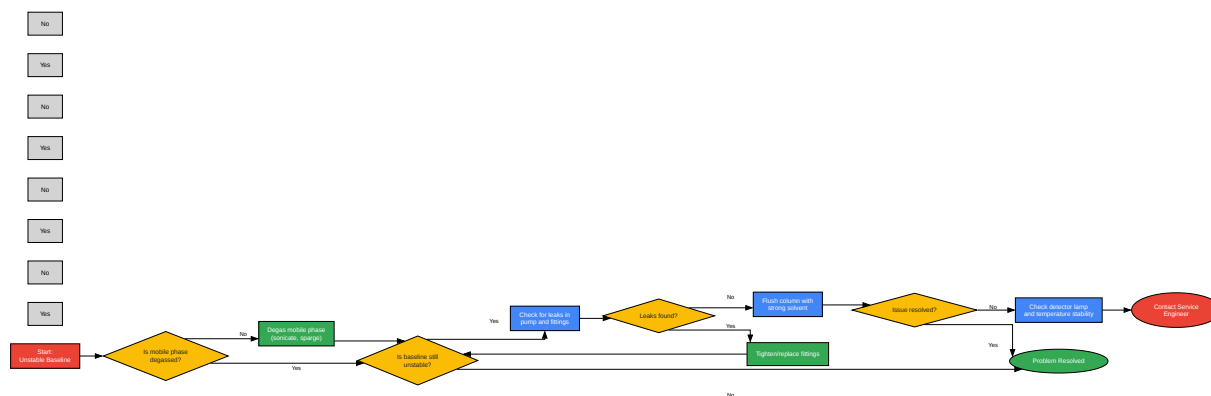 No
Yes
No
Yes
No
Yes
No
Yes
Start:
Unstable Baseline
Is mobile phase
degassed?
No
Yes
Degas mobile phase
(sonicate, sparge)
Is baseline still
unstable?
Yes
No
Check for leaks in
pump and fittings
Leaks found?
No
Yes
Flush column with
strong solvent
Tighten/replace fittings
Issue resolved?
No
Yes
Check detector lamp
and temperature stability
Problem Resolved
Contact Service
Engineer